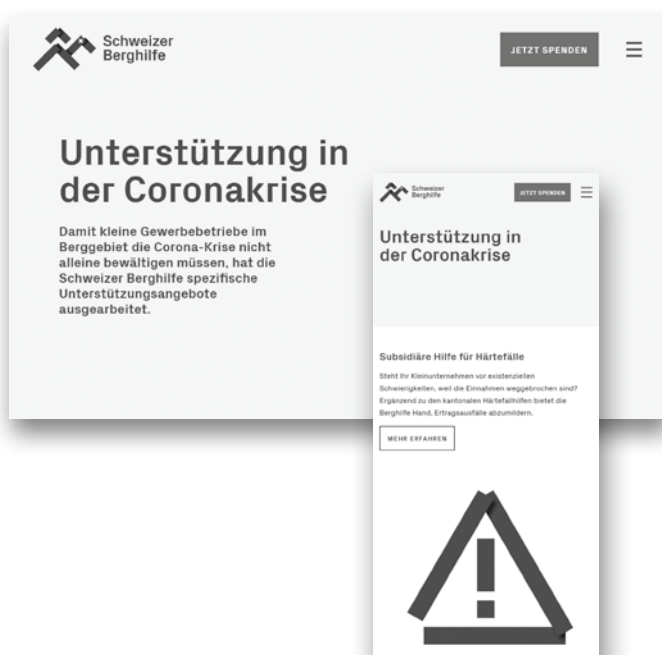 Schweizer
Berghilfe
JETZT SPENDEN
Unterstützung in
der Coronakrise
Damit kleine Gewerbebetriebe im
Berggebiet die Corona-Krise nicht
alleine bewältigen müssen, hat die
Schweizer Berghilfe spezifische
Unterstützungsangebote
ausgearbeitet.
Schweizer
Berghilfe
JETZT SPENDEN
Unterstützung in
der Coronakrise
Subsidiäre Hilfe für Härtefälle
Steht Ihr Kleinunternehmen vor existenziellen
Schwierigkeiten, weil die Einnahmen weggebrochen sind?
Ergänzend zu den kantonalen Härtefallhilfen bietet die
Berghilfe Hand, Ertragsausfälle abzumildern.
MEHR ERFAHREN